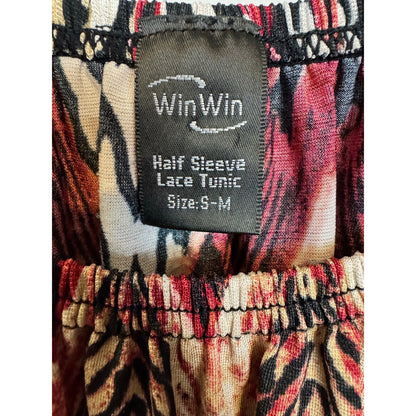 WinWin
Half Sleeve
Lace Tunic
Size:S-M